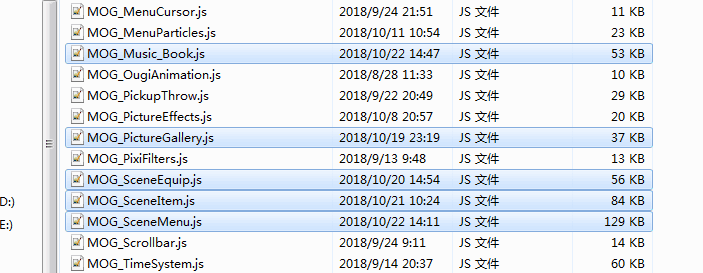 MOG_MenuCursor.js 2018/9/24 21:51 JS 文件 11 KB
MOG_MenuParticles.js 2018/10/11 10:54 JS 文件 23 KB
MOG_Music_Book.js 2018/10/22 14:47 JS 文件 53 KB
MOG_OugiAnimation.js 2018/8/28 11:33 JS 文件 10 KB
MOG_PickupThrow.js 2018/9/22 20:49 JS 文件 29 KB
MOG_PictureEffects.js 2018/10/8 20:57 JS 文件 20 KB
MOG_PictureGallery.js 2018/10/19 23:19 JS 文件 37 KB
MOG_PixiFilters.js 2018/9/13 9:48 JS 文件 13 KB
MOG_SceneEquip.js 2018/10/20 14:54 JS 文件 56 KB
D:) MOG_SceneItem.js 2018/10/21 10:24 JS 文件 84 KB
E:) MOG_SceneMenu.js 2018/10/22 14:11 JS 文件 129 KB
MOG_Scrollbar.js 2018/9/24 9:11 JS 文件 14 KB
MOG_TimeSystem.js 2018/9/14 20:37 JS 文件 60 KB